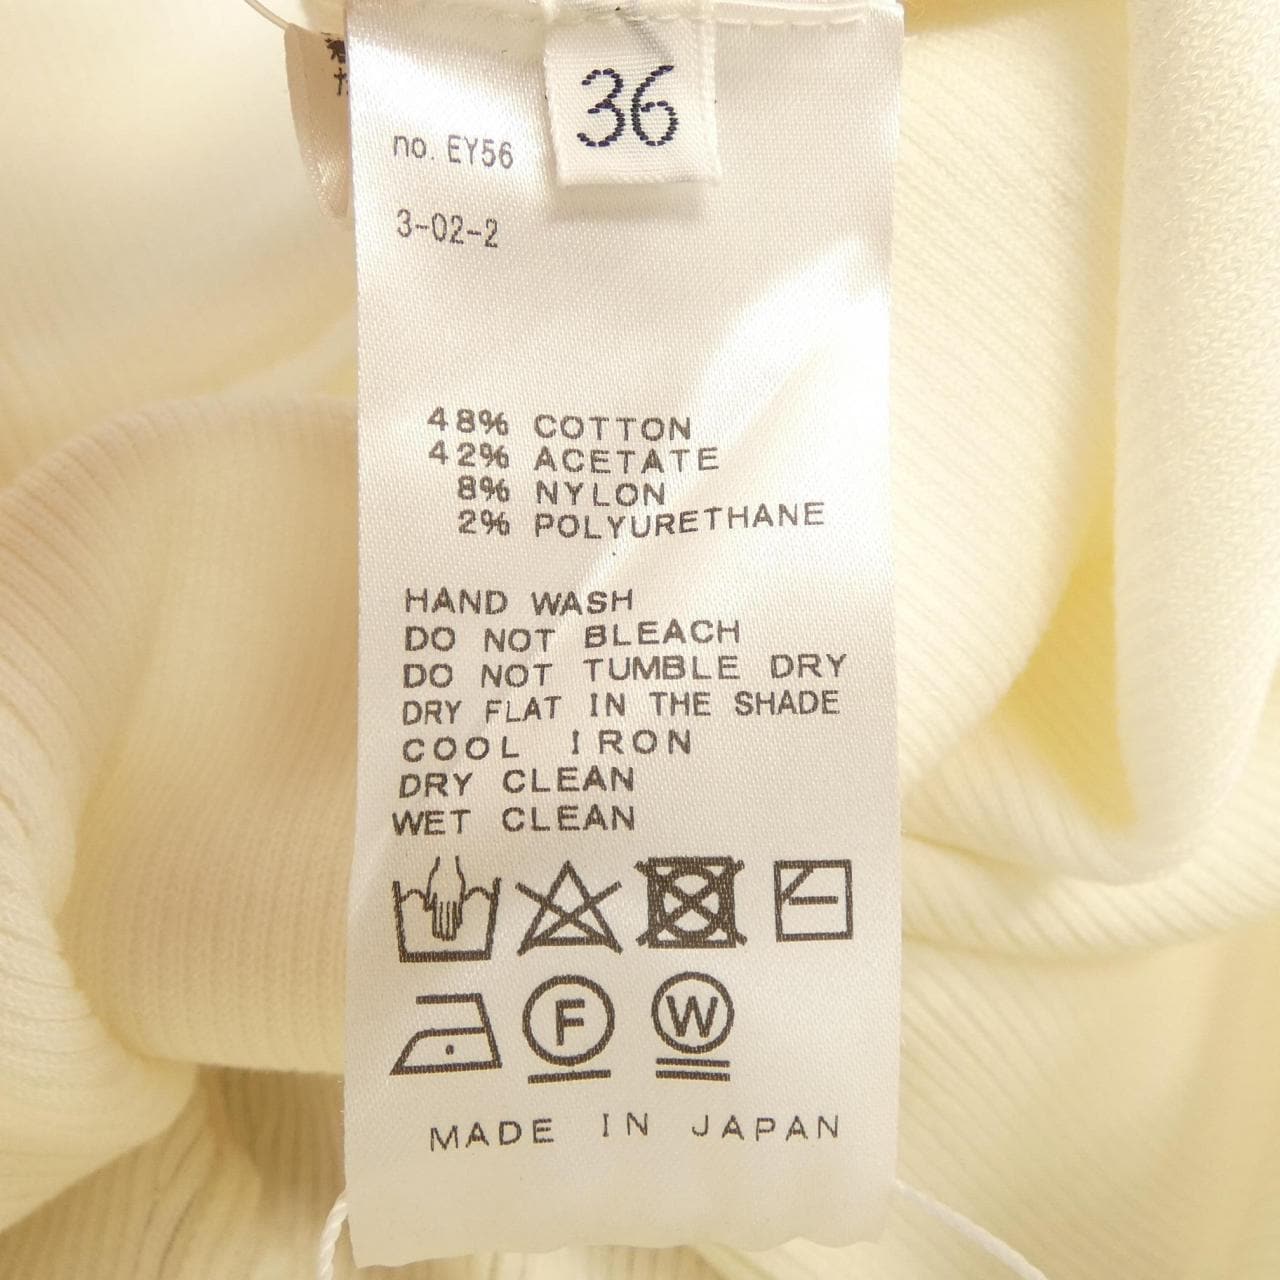 36
no. EY56
3-02-2
48% COTTON
42% ACETATE
8% NYLON
2% POLYURETHANE
HAND WASH
DO NOT BLEACH
DO NOT TUMBLE DRY
DRY FLAT IN THE SHADE
COOL IRON
DRY CLEAN
WET CLEAN
F
W
MADE IN JAPAN